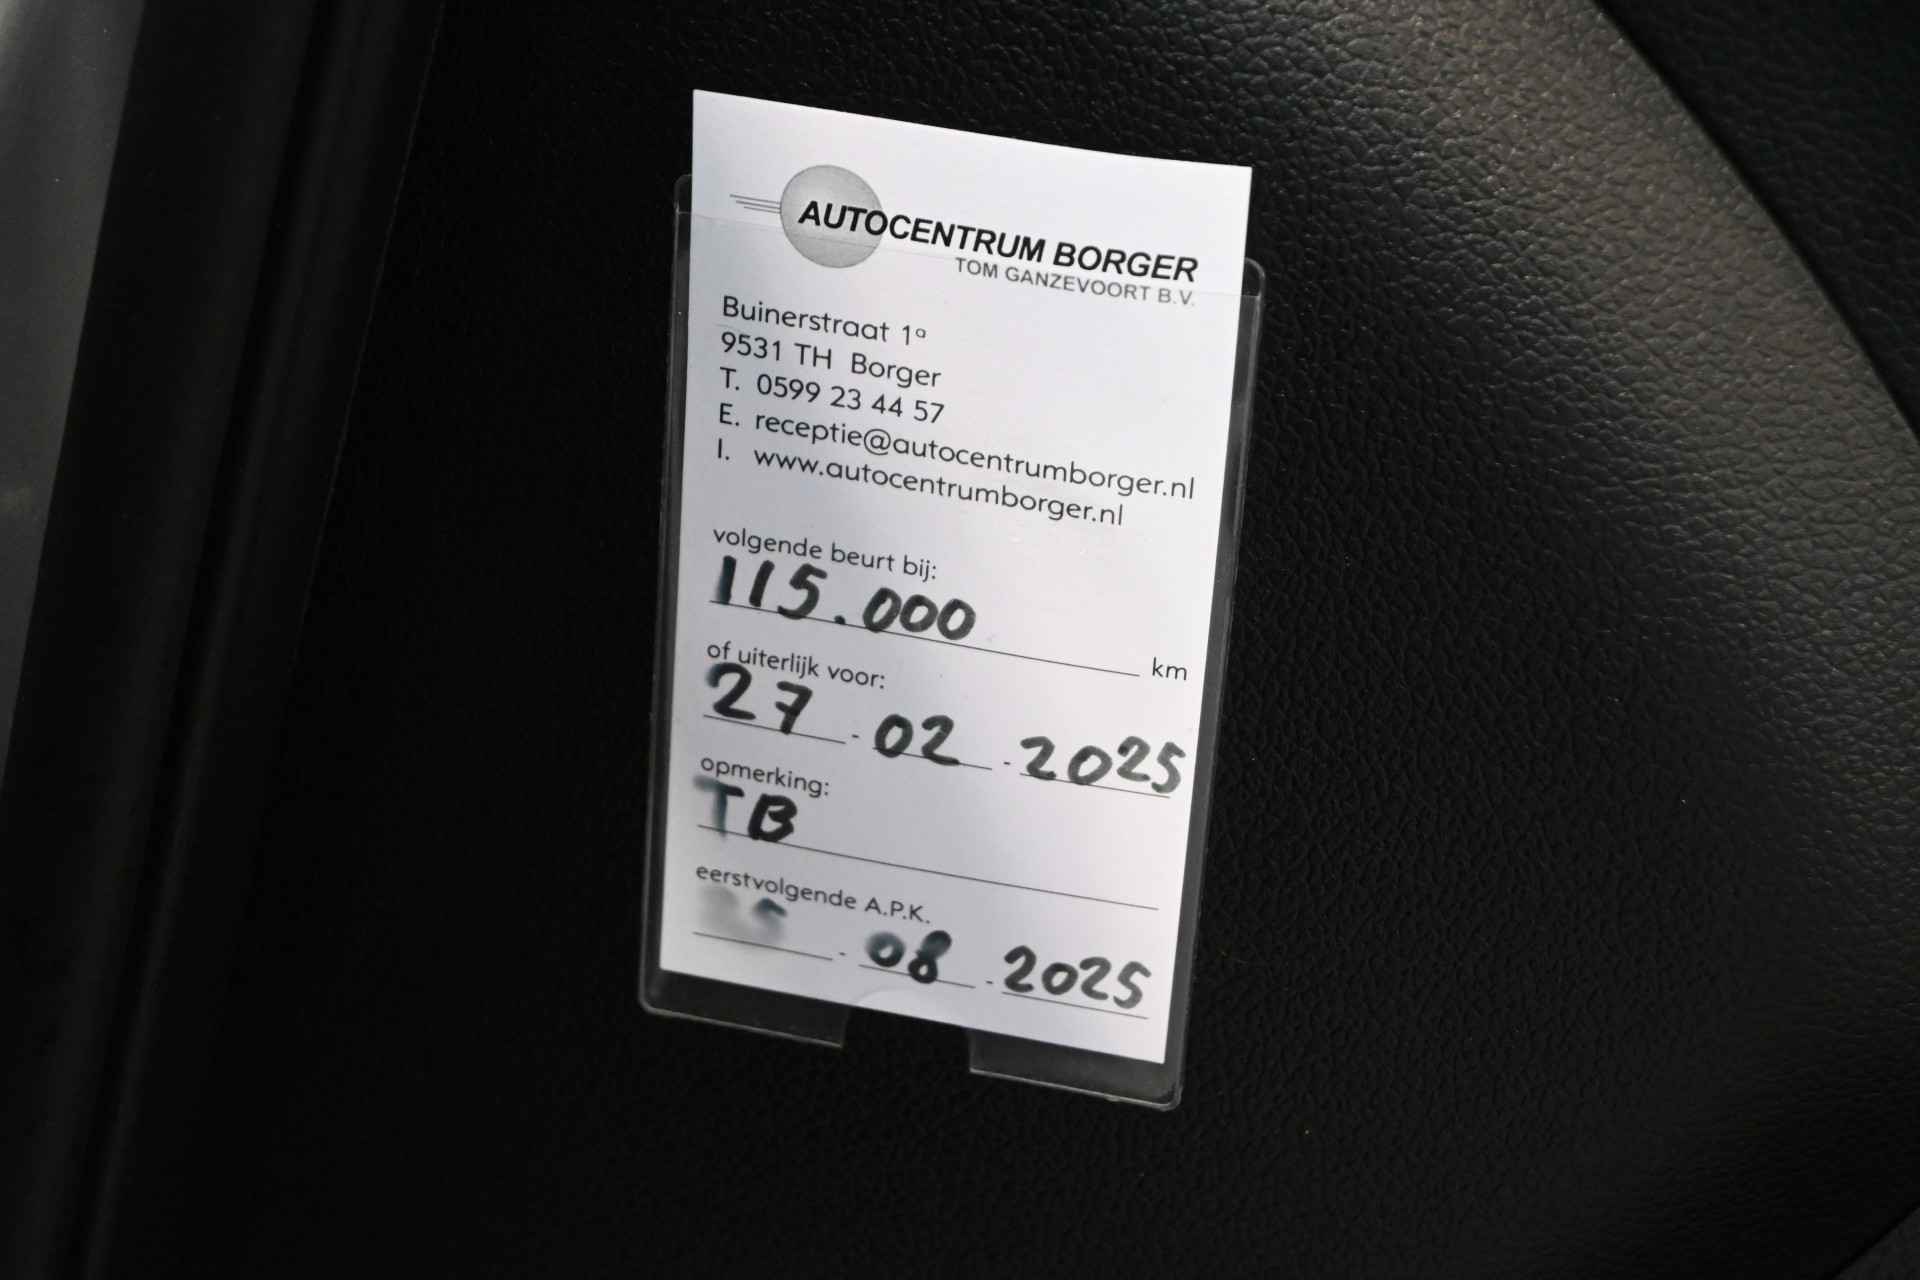 AUTOCENTRUM BORGER
TOM GANZEVOORT B.V.
Buinerstraat 1ª
9531 TH Borger
T. 0599 23 44 57
E. receptie@autocentrumborger.nl
I. www.autocentrumborger.nl
volgende beurt bij:
115.000 km
of uiterlijk voor:
27 - 02 - 2025
opmerking:
TB
eerstvolgende A.P.K.
- 08 - 2025